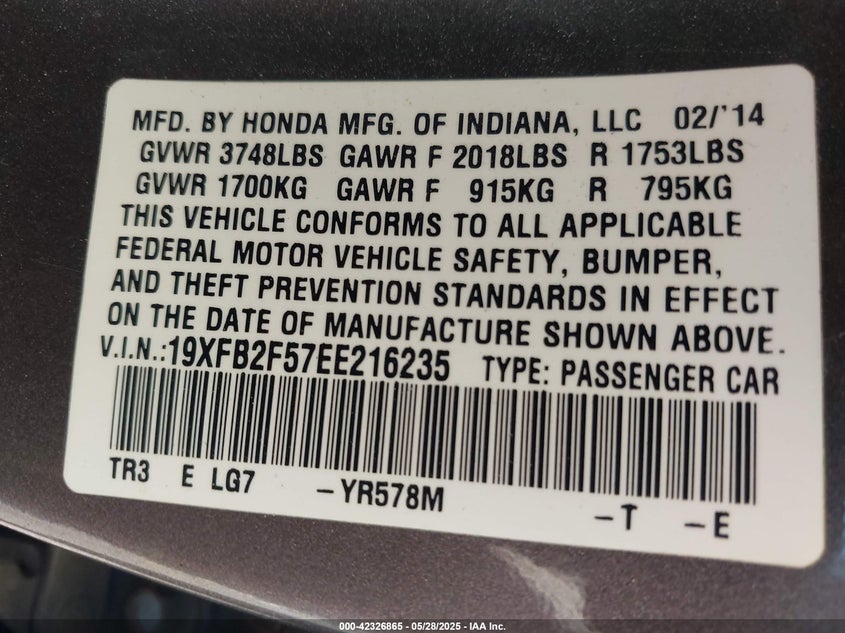 MFD. BY HONDA MFG. OF INDIANA, LLC 02/'14
GVWR 3748LBS GAWR F 2018LBS R 1753LBS
GVWR 1700KG GAWR F 915KG R 795KG
THIS VEHICLE CONFORMS TO ALL APPLICABLE
FEDERAL MOTOR VEHICLE SAFETY, BUMPER,
AND THEFT PREVENTION STANDARDS IN EFFECT
ON THE DATE OF MANUFACTURE SHOWN ABOVE.
V.I.N.:19XFB2F57EE216235 TYPE: PASSENGER CAR
TR3 E LG7 -YR578M -T -E
000-42326865 - 05/28/2025 - IAA Inc.